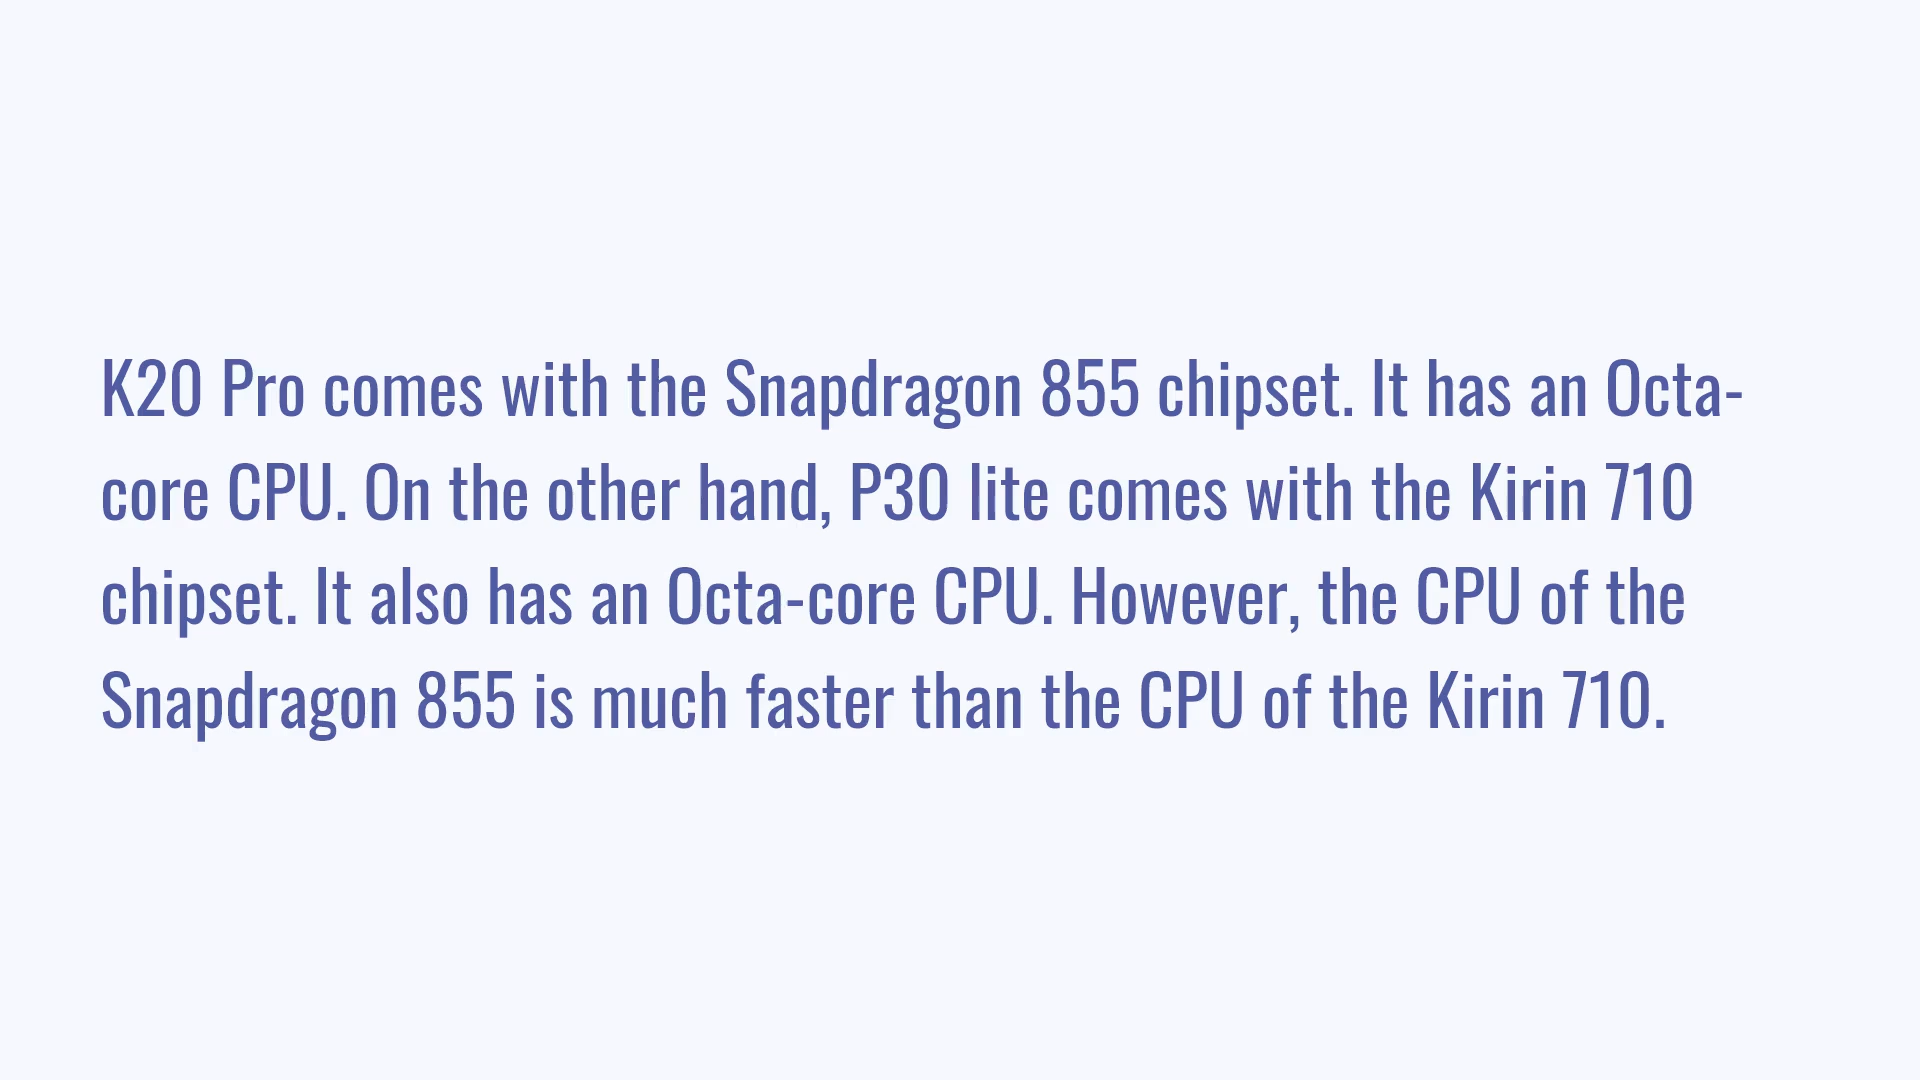 K20 Pro comes with the Snapdragon 855 chipset. It has an Octa-
core CPU. On the other hand, P30 lite comes with the Kirin 710
chipset. It also has an Octa-core CPU. However, the CPU of the
Snapdragon 855 is much faster than the CPU of the Kirin 710.